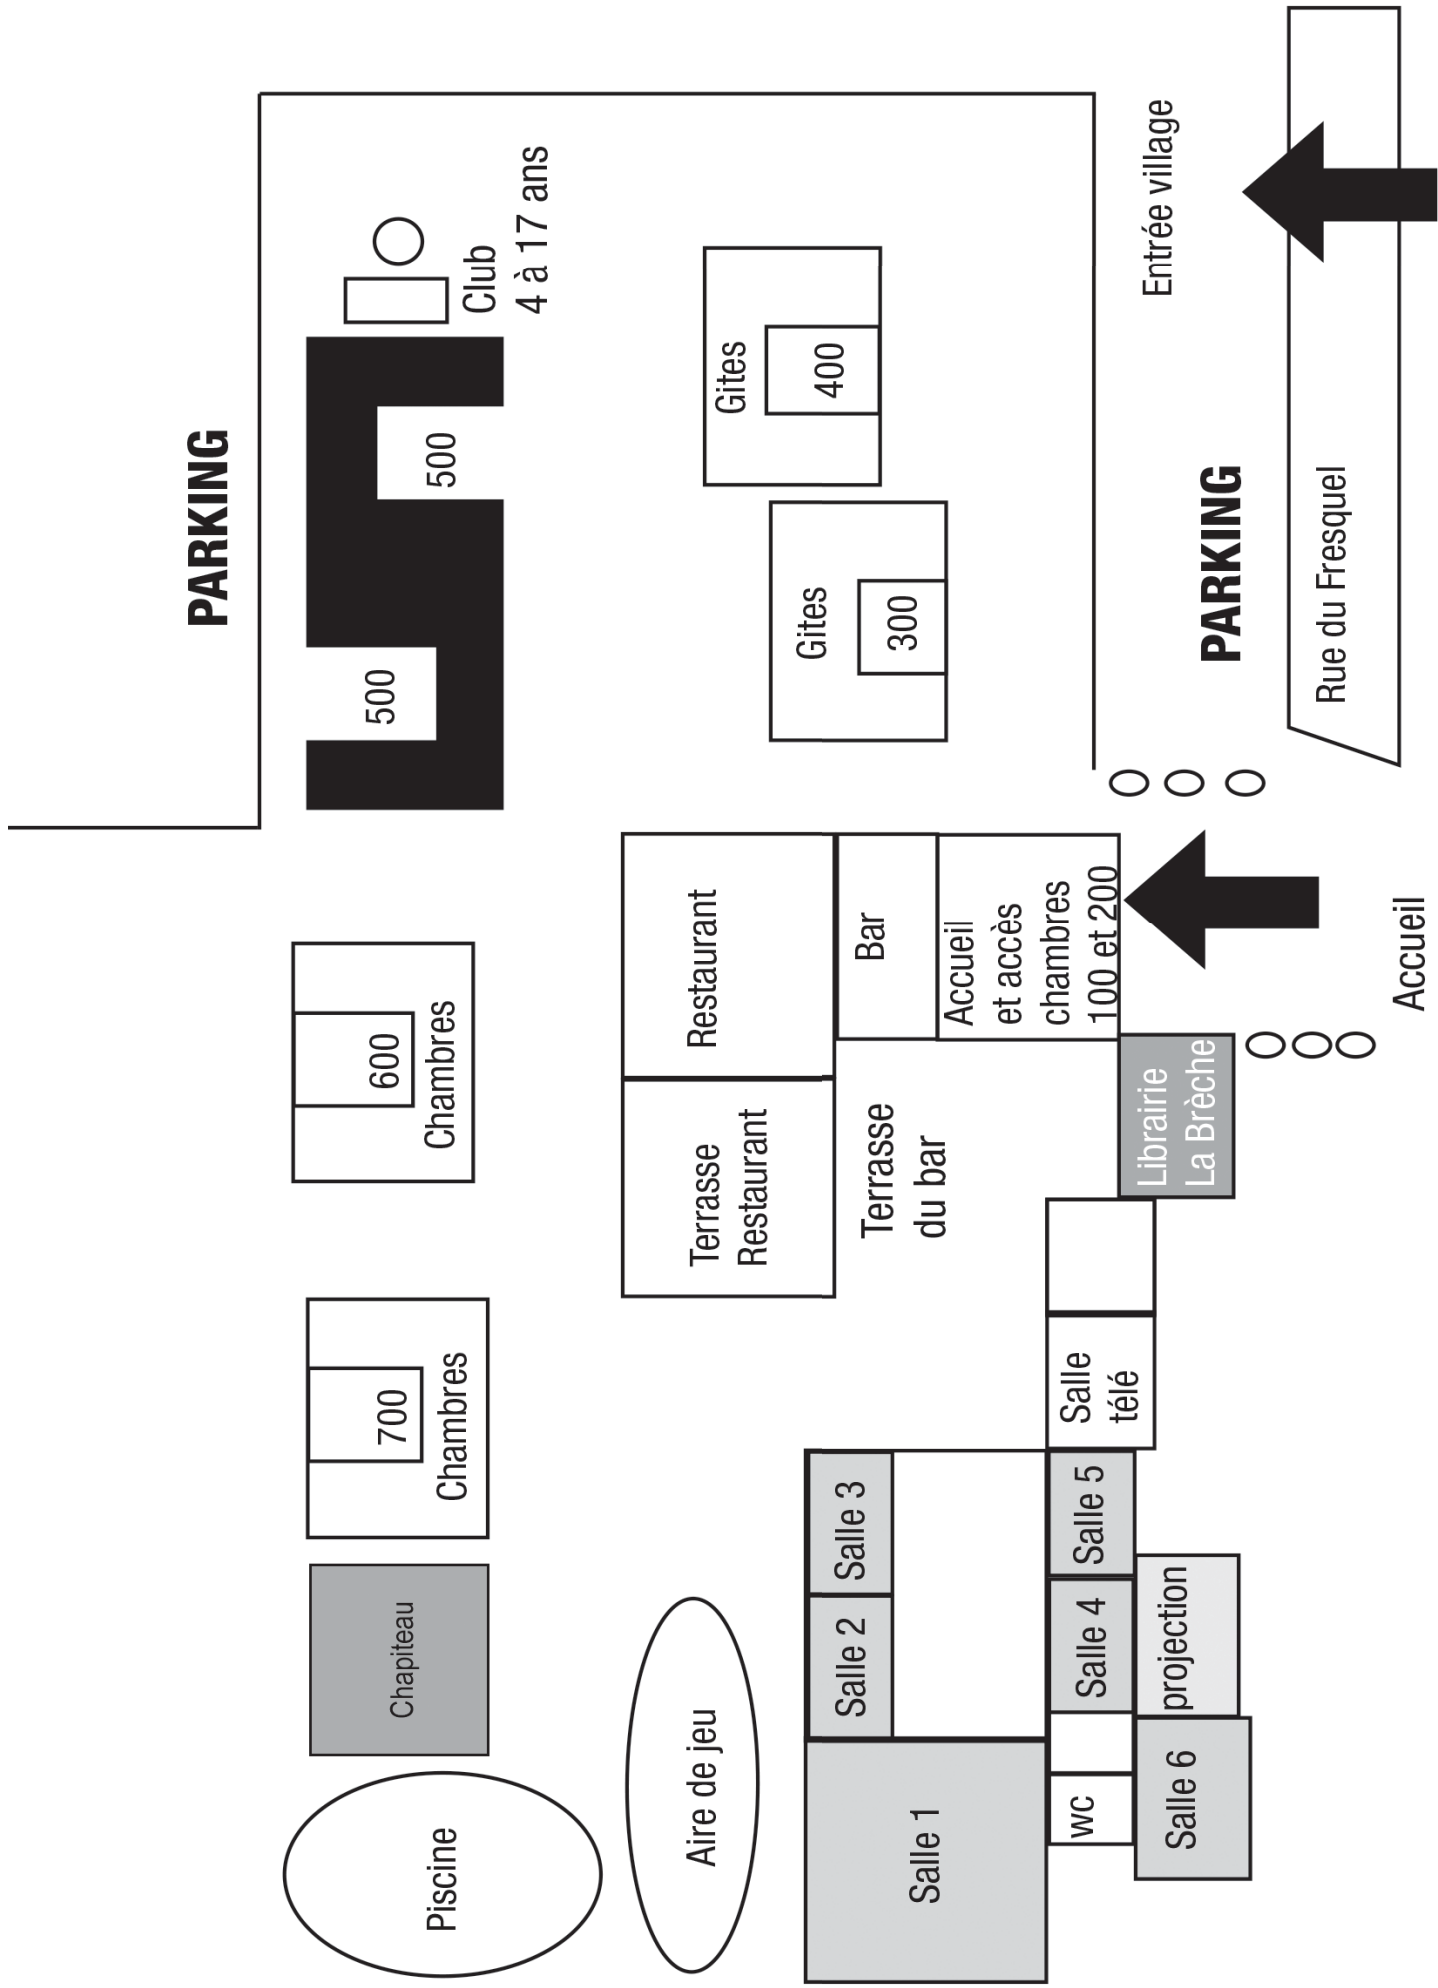 PARKING
500
500
Club
4 à 17 ans
600
Chambres
700
Chambres
Chapiteau
Piscine
Gites
400
Gites
300
Restaurant
Terrasse
Restaurant
Aire de jeu
Bar
Terrasse
du bar
Accueil
et accès
chambres
100 et 200
Salle 3
Salle 2
Salle 1
Librairie
La Brèche
Salle
télé
Salle 5
Salle 4
wc
projection
Salle 6
Entrée village
PARKING
Rue du Fresquel
Accueil